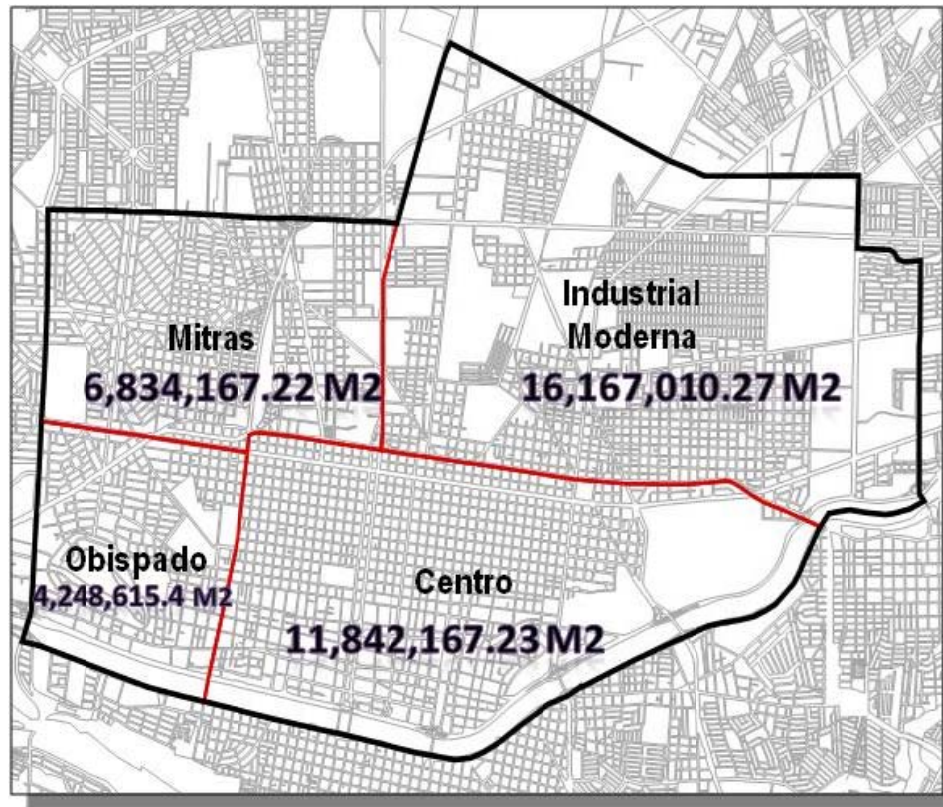 Industrial
Moderna
16,167,010.27 M2
Mitras
6,834,167.22 M2
Obispado
4,248,615.4 M2
Centro
11,842,167.23 M2